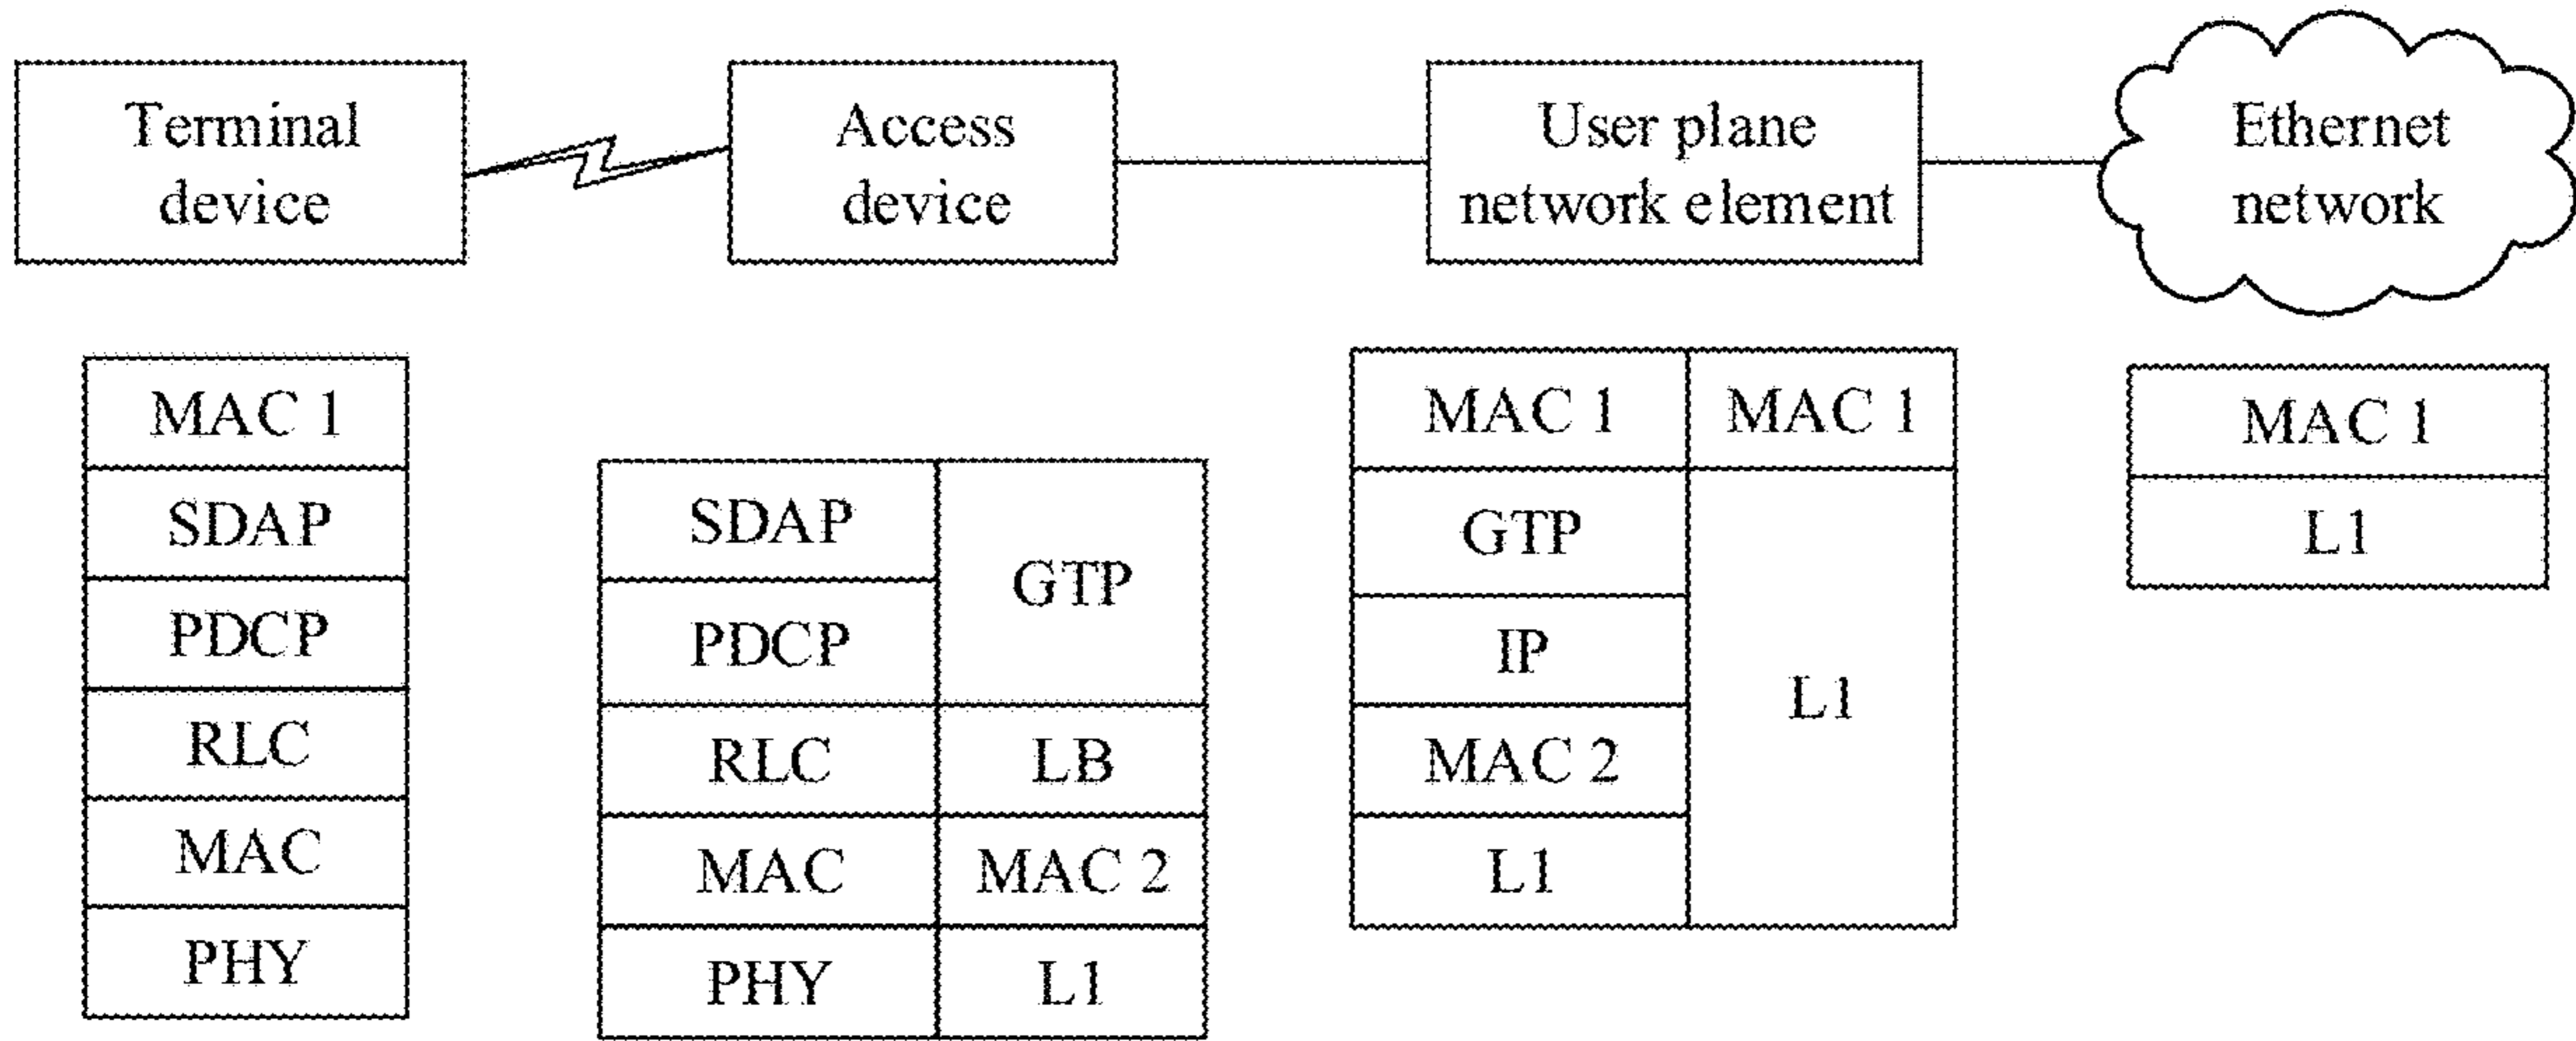 Terminal
device
Access
device
User plane
network element
Ethernet
network
MAC 1
SDAP
PDCP
RLC
MAC
PHY
SDAP
PDCP
RLC
MAC
PHY
GTP
LB
MAC 2
L1
MAC 1
GTP
IP
MAC 2
L1
MAC 1
L1
MAC 1
L1